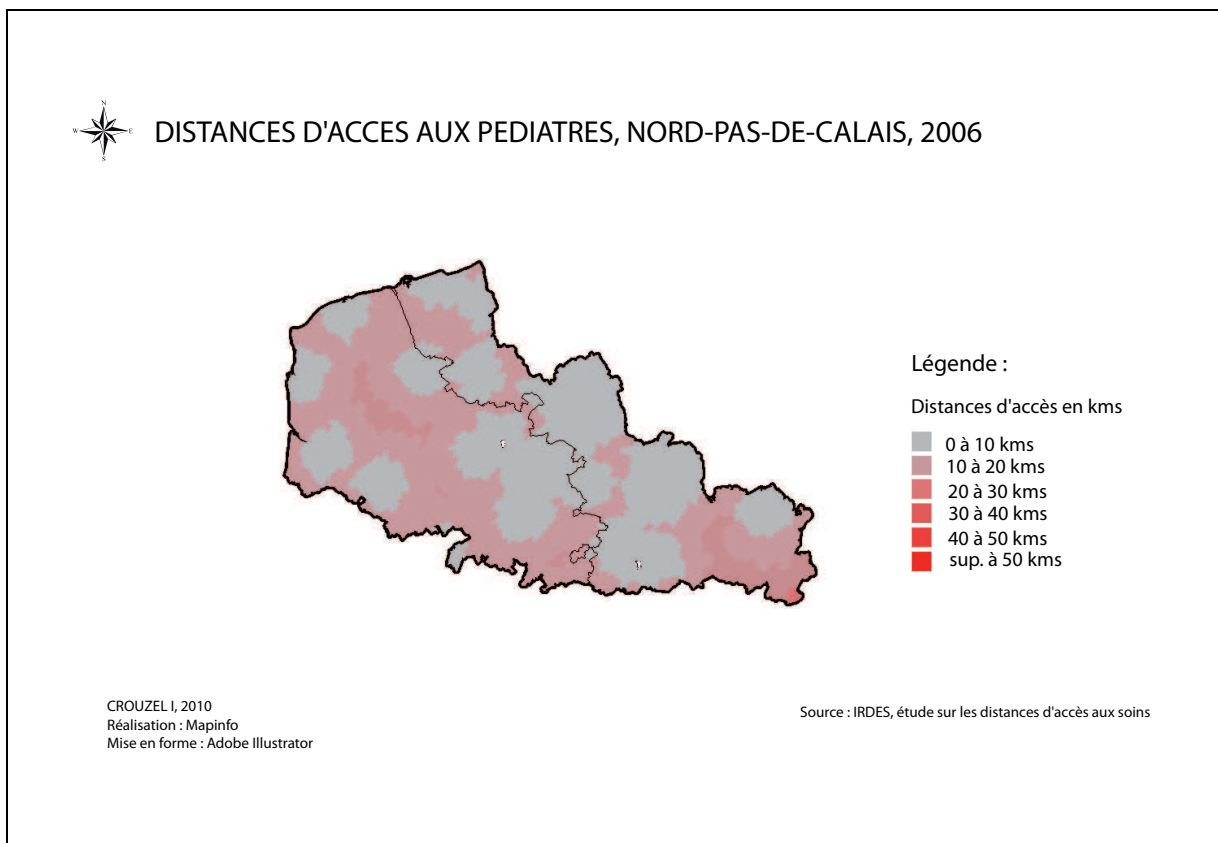 N
W E
S
DISTANCES D'ACCES AUX PEDIATRES, NORD-PAS-DE-CALAIS, 2006
Légende :
Distances d'accès en kms
0 à 10 kms
10 à 20 kms
20 à 30 kms
30 à 40 kms
40 à 50 kms
sup. à 50 kms
CROUZEL I, 2010
Réalisation : Mapinfo
Mise en forme : Adobe Illustrator
Source : IRDES, étude sur les distances d'accès aux soins